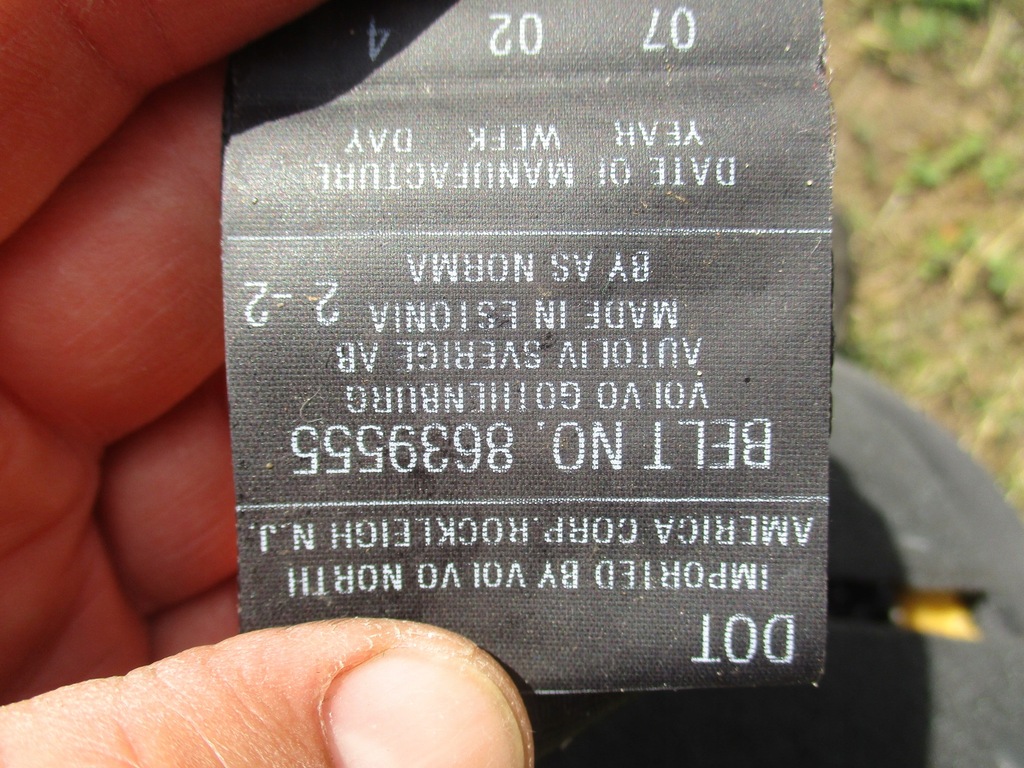 DOT
IMPORTED BY VOLVO NORTH
AMERICA CORP. ROCKLEIGH N.J.
BELT NO. 8639555
VOLVO GOTHENBURG
AUTOLIV SVERIGE AB
MADE IN ESTONIA 2-2
BY AS NORMA
DATE OF MANUFACTURE
YEAR WEEK DAY
07 02 4